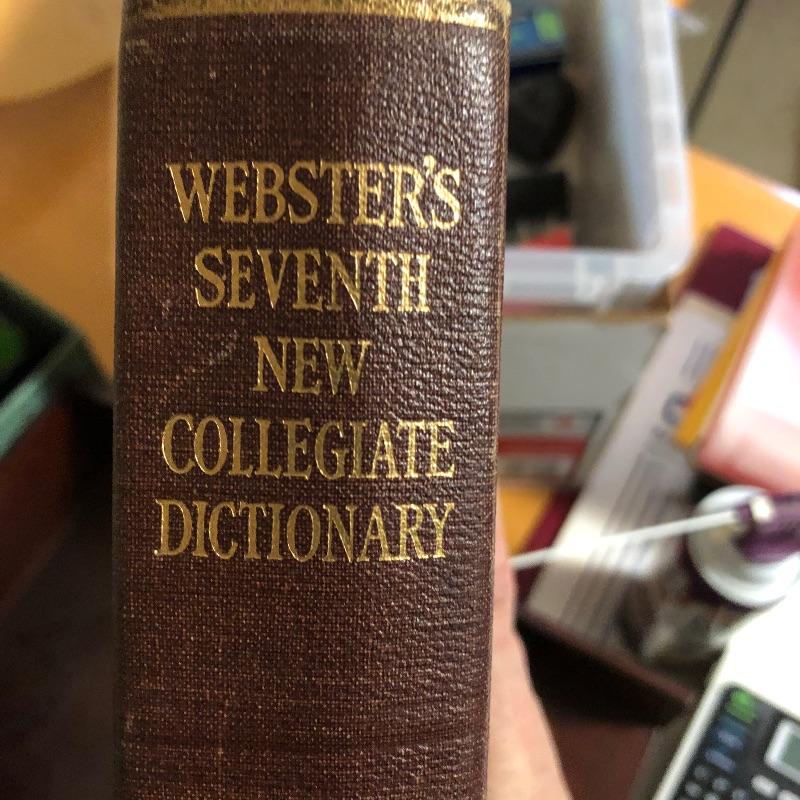 WEBSTER'S
SEVENTH
NEW
COLLEGIATE
DICTIONARY